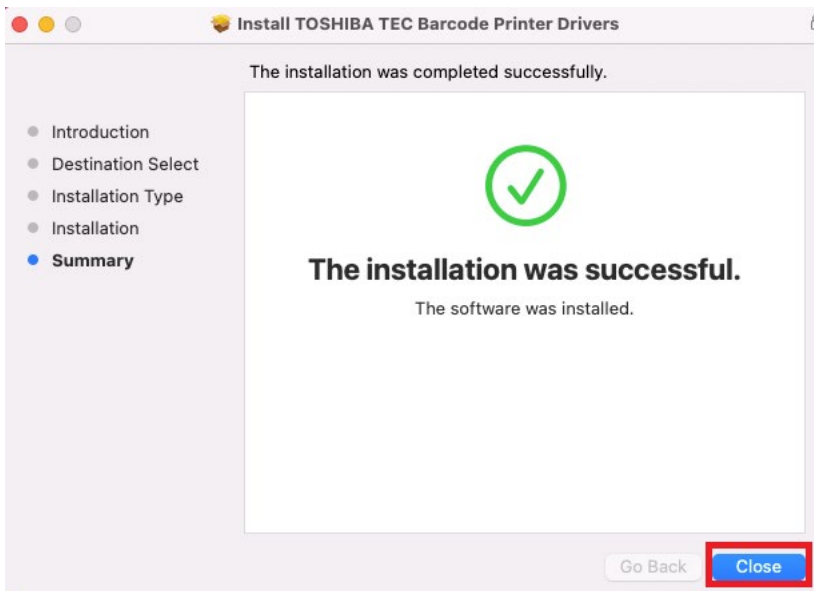 Install TOSHIBA TEC Barcode Printer Drivers
The installation was completed successfully.
Introduction
Destination Select
Installation Type
Installation
Summary
The installation was successful.
The software was installed.
Go Back
Close